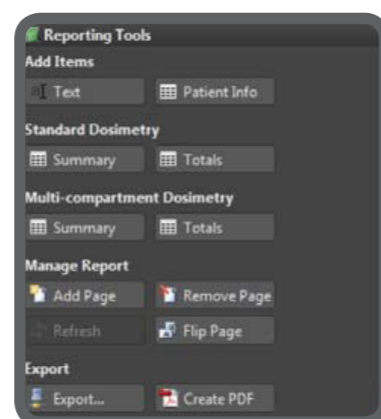 Reporting Tools
Add Items
Text Patient Info
Standard Dosimetry
Summary Totals
Multi-compartment Dosimetry
Summary Totals
Manage Report
Add Page Remove Page
Refresh Flip Page
Export
Export... Create PDF